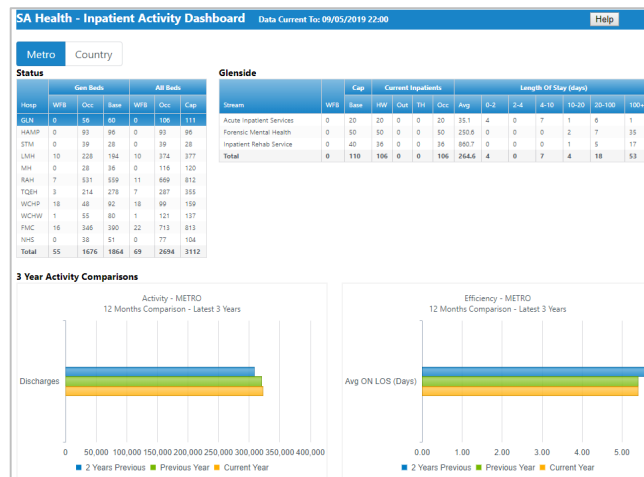 SA Health - Inpatient Activity Dashboard Data Current To: 09/05/2019 22:00 Help
Metro Country
Status
Gen Beds All Beds
Hosp WFB Occ Base WFB Occ Cap
GLN 0 56 60 0 106 111
HAMP 0 93 96 0 93 96
STM 0 39 28 0 39 28
LMH 10 228 194 10 374 377
MH 0 28 36 0 116 120
RAH 7 531 559 11 669 812
TQEH 3 214 278 7 287 355
WCHP 18 48 92 18 99 159
WCHW 1 55 80 1 121 137
FMC 16 346 390 22 713 813
NHS 0 38 51 0 77 104
Total 55 1676 1864 69 2694 3112
Glenside
Cap Current Inpatients Length Of Stay (days)
Stream WFB Base HW Out TH Occ Avg 0-2 2-4 4-10 10-20 20-100 100+
Acute Inpatient Services 0 20 20 0 0 20 35.1 4 0 7 1 6 1
Forensic Mental Health 0 50 50 0 0 50 250.6 0 0 0 2 7 35
Inpatient Rehab Service 0 40 36 0 0 36 860.7 0 0 0 1 5 17
Total 0 110 106 0 0 106 264.6 4 0 7 4 18 53
3 Year Activity Comparisons
Activity - METRO
12 Months Comparison - Latest 3 Years
Discharges
0 50,000 100,000 150,000 200,000 250,000 300,000 350,000 400,000
2 Years Previous Previous Year Current Year
Efficiency - METRO
12 Months Comparison - Latest 3 Years
Avg ON LOS (Days)
0.00 1.00 2.00 3.00 4.00 5.00
2 Years Previous Previous Year Current Year